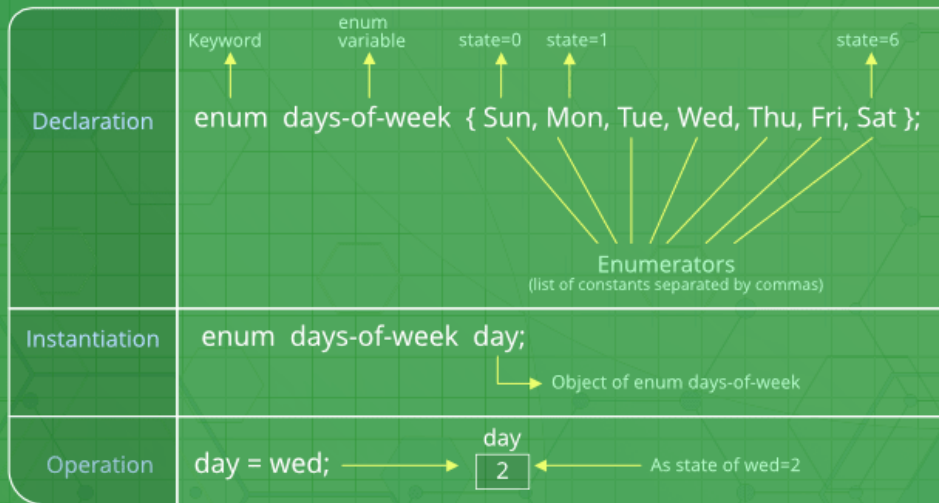 enum
Keyword variable state=0 state=1 state=6
Declaration enum days-of-week { Sun, Mon, Tue, Wed, Thu, Fri, Sat };
Enumerators
(list of constants separated by commas)
Instantiation enum days-of-week day;
Object of enum days-of-week
day
Operation day = wed; 2 As state of wed=2